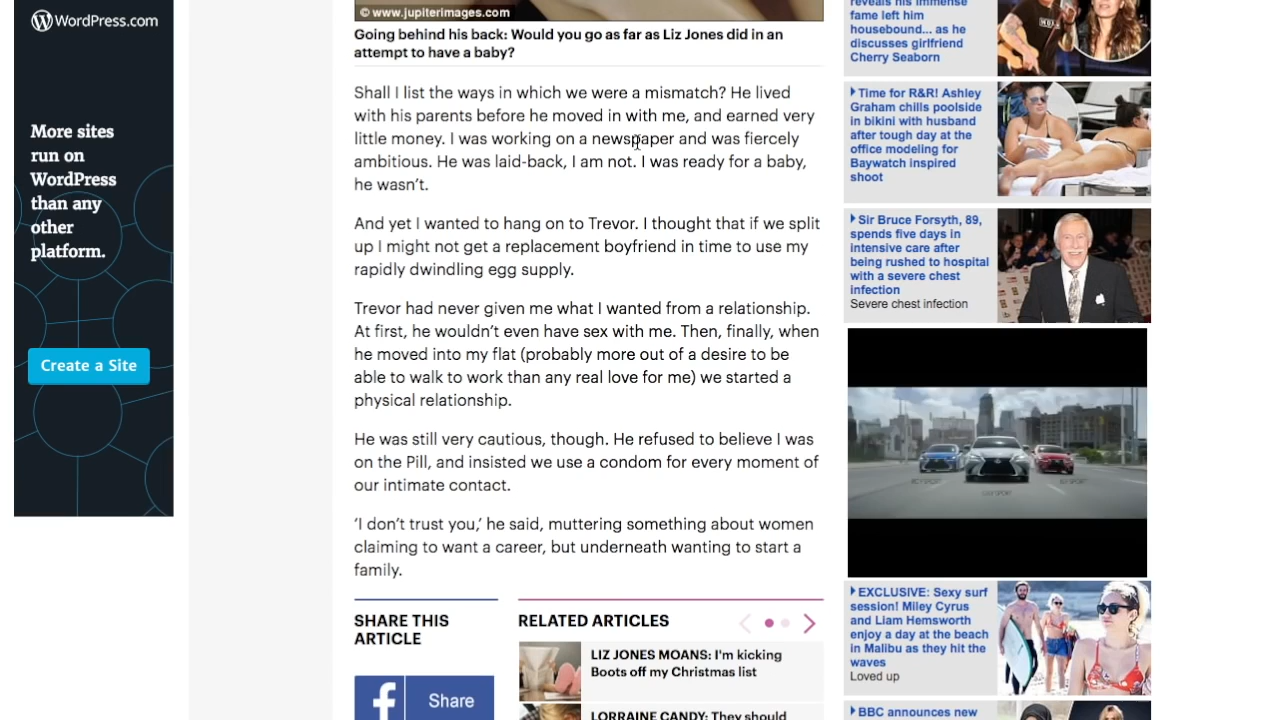 WordPress.com
More sites
run on
WordPress
than any
other
platform.
Create a Site
© www.jupiterimages.com
Going behind his back: Would you go as far as Liz Jones did in an
attempt to have a baby?
Shall I list the ways in which we were a mismatch? He lived
with his parents before he moved in with me, and earned very
little money. I was working on a newspaper and was fiercely
ambitious. He was laid-back, I am not. I was ready for a baby,
he wasn’t.
And yet I wanted to hang on to Trevor. I thought that if we split
up I might not get a replacement boyfriend in time to use my
rapidly dwindling egg supply.
Trevor had never given me what I wanted from a relationship.
At first, he wouldn’t even have sex with me. Then, finally, when
he moved into my flat (probably more out of a desire to be
able to walk to work than any real love for me) we started a
physical relationship.
He was still very cautious, though. He refused to believe I was
on the Pill, and insisted we use a condom for every moment of
our intimate contact.
‘I don’t trust you,’ he said, muttering something about women
claiming to want a career, but underneath wanting to start a
family.
SHARE THIS
ARTICLE
Share
RELATED ARTICLES
LIZ JONES MOANS: I'm kicking
Boots off my Christmas list
LORRAINE CANDY: They should
reveals his immense
fame left him
housebound... as he
discusses girlfriend
Cherry Seaborn
Time for R&R! Ashley
Graham chills poolside
in bikini with husband
after tough day at the
office modeling for
Baywatch inspired
shoot
Sir Bruce Forsyth, 89,
spends five days in
intensive care after
being rushed to hospital
with a severe chest
infection
Severe chest infection
EXCLUSIVE: Sexy surf
session! Miley Cyrus
and Liam Hemsworth
enjoy a day at the beach
in Malibu as they hit the
waves
Loved up
BBC announces new